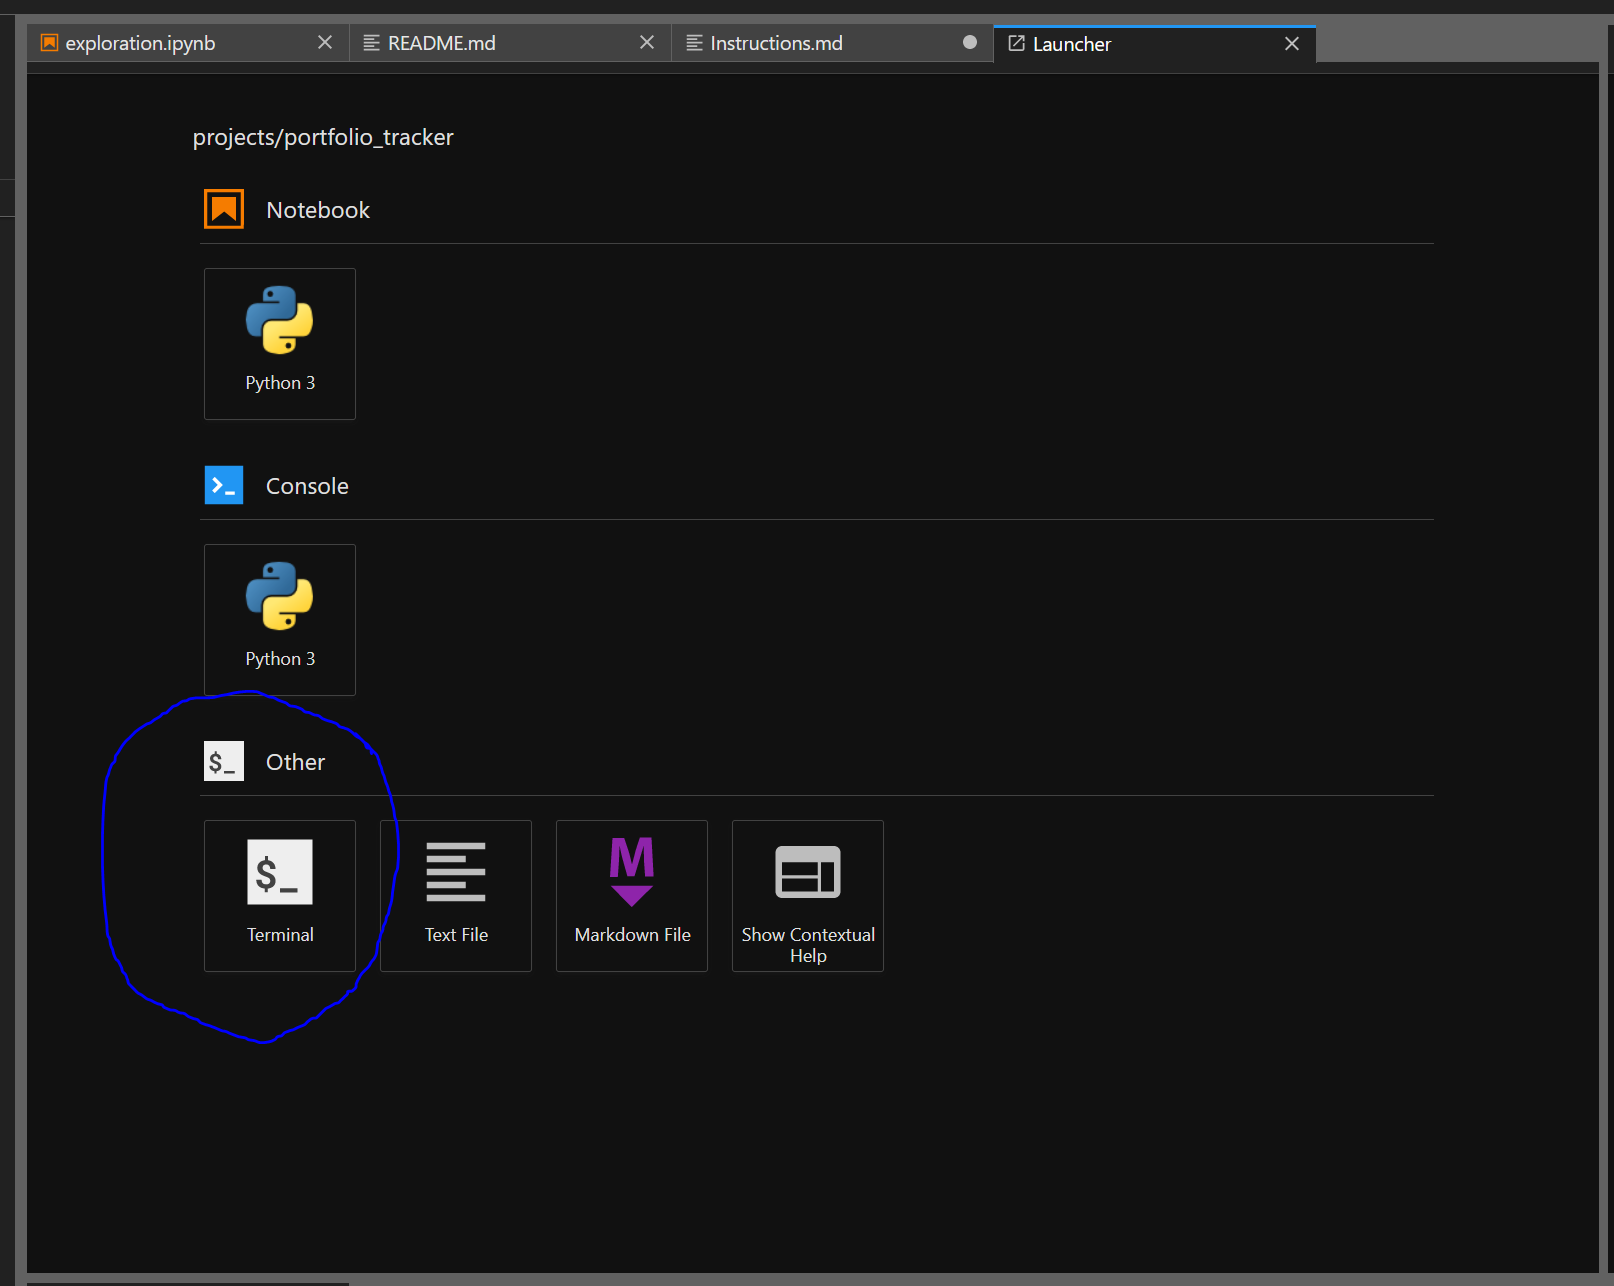 exploration.ipynb README.md Instructions.md Launcher
projects/portfolio_tracker
Notebook
Python 3
>_ Console
Python 3
$_ Other
$_
Terminal
Text File
M
Markdown File
Show Contextual
Help